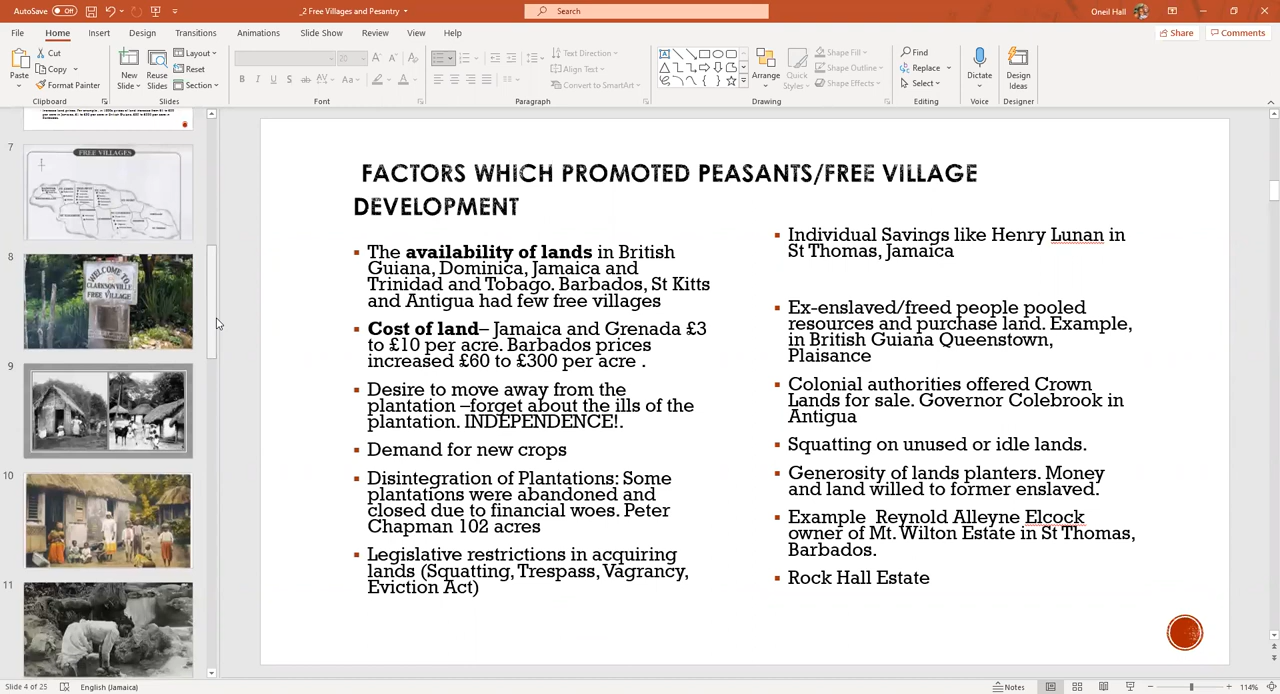 AutoSave
Off
_2 Free Villages and Pesantry
Search
Oneil Hall
File
Home
Insert
Design
Transitions
Animations
Slide Show
Review
View
Help
Share
Comments
Paste
Cut
Copy
Format Painter
Clipboard
New
Slide
Reuse
Slides
Layout
Reset
Section
Slides
20
B I U S ab AV Aa A
Font
Text Direction
Align Text
Convert to SmartArt
Paragraph
Arrange
Quick
Styles
Shape Fill
Shape Outline
Shape Effects
Drawing
Find
Replace
Select
Editing
Dictate
Voice
Design
Ideas
Designer
7
FREE VILLAGES
8
WELCOME TO
CLARKSONVILLE
FREE VILLAGE
9
10
11
FACTORS WHICH PROMOTED PEASANTS/FREE VILLAGE
DEVELOPMENT
The availability of lands in British
Guiana, Dominica, Jamaica and
Trinidad and Tobago. Barbados, St Kitts
and Antigua had few free villages
Cost of land– Jamaica and Grenada £3
to £10 per acre. Barbados prices
increased £60 to £300 per acre .
Desire to move away from the
plantation –forget about the ills of the
plantation. INDEPENDENCE!.
Demand for new crops
Disintegration of Plantations: Some
plantations were abandoned and
closed due to financial woes. Peter
Chapman 102 acres
Legislative restrictions in acquiring
lands (Squatting, Trespass, Vagrancy,
Eviction Act)
Individual Savings like Henry Lunan in
St Thomas, Jamaica
Ex-enslaved/freed people pooled
resources and purchase land. Example,
in British Guiana Queenstown,
Plaisance
Colonial authorities offered Crown
Lands for sale. Governor Colebrook in
Antigua
Squatting on unused or idle lands.
Generosity of lands planters. Money
and land willed to former enslaved.
Example  Reynold Alleyne Elcock
owner of Mt. Wilton Estate in St Thomas,
Barbados.
Rock Hall Estate
Slide 4 of 25
English (Jamaica)
Notes
114%